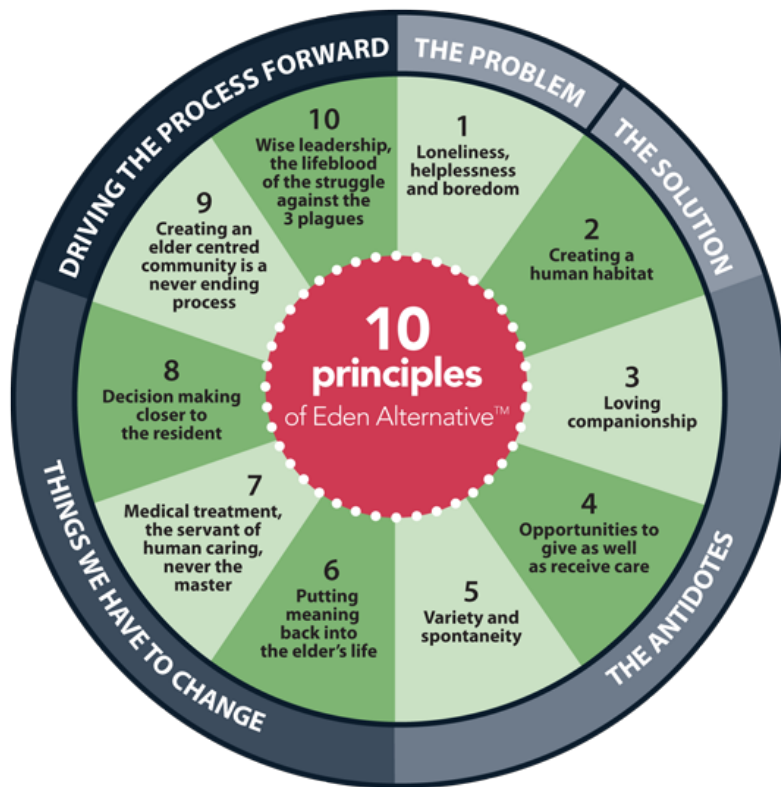 10
principles
of Eden Alternative™
THE PROBLEM
1
Loneliness,
helplessness
and boredom
THE SOLUTION
2
Creating a
human habitat
THE ANTIDOTES
3
Loving
companionship
4
Opportunities to
give as well
as receive care
5
Variety and
spontaneity
THINGS WE HAVE TO CHANGE
6
Putting
meaning
back into
the elder's life
7
Medical treatment,
the servant of
human caring,
never the
master
8
Decision making
closer to
the resident
DRIVING THE PROCESS FORWARD
9
Creating an
elder centred
community is a
never ending
process
10
Wise leadership,
the lifeblood
of the struggle
against the
3 plagues